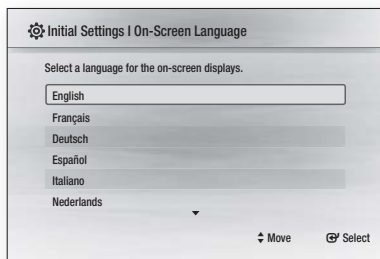 Initial Settings I On-Screen Language
Select a language for the on-screen displays.
English
Français
Deutsch
Español
Italiano
Nederlands
Move Select